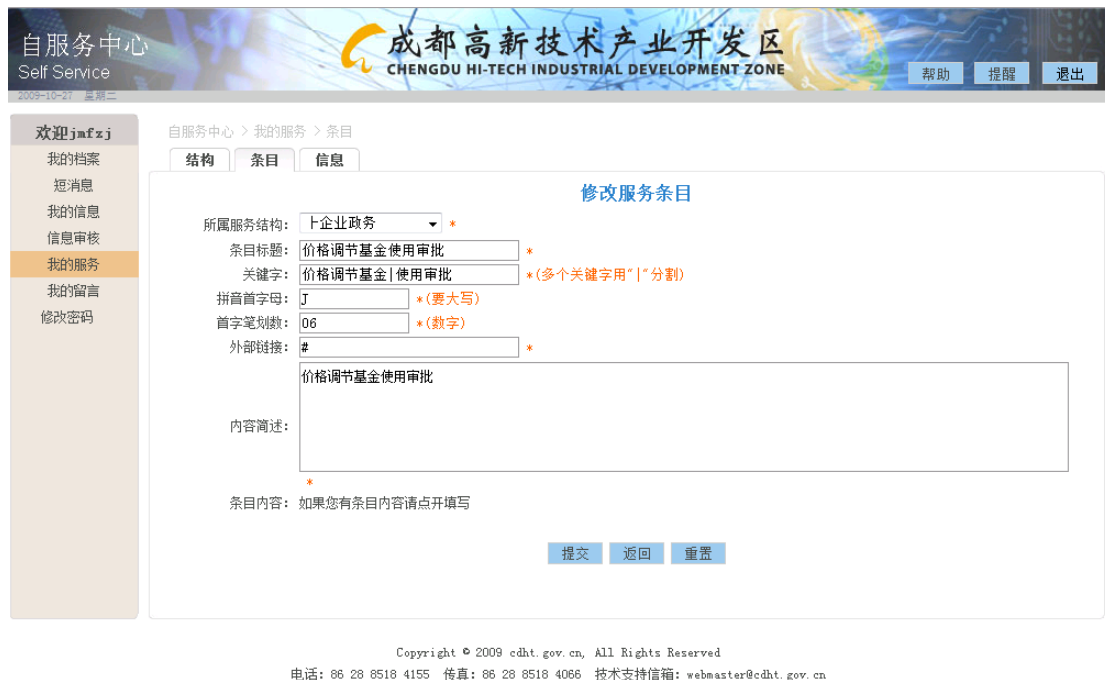 自服务中心
Self Service
成都高新技术产业开发区
CHENGDU HI-TECH INDUSTRIAL DEVELOPMENT ZONE
帮助 提醒 退出
2009-10-27 星期二
欢迎jmfzj
我的档案
短消息
我的信息
信息审核
我的服务
我的留言
修改密码
自服务中心 > 我的服务 > 条目
结构 条目 信息
修改服务条目
所属服务结构: ├企业政务 *
条目标题: 价格调节基金使用审批 *
关键字: 价格调节基金|使用审批 *(多个关键字用“|”分割)
拼音首字母: J *(要大写)
首字笔划数: 06 *(数字)
外部链接: # *
内容简述: 价格调节基金使用审批
*
条目内容: 如果您有条目内容请点开填写
提交 返回 重置
Copyright © 2009 cdht.gov.cn, All Rights Reserved
电话: 86 28 8518 4155 传真: 86 28 8518 4066 技术支持信箱: webmaster@cdht.gov.cn